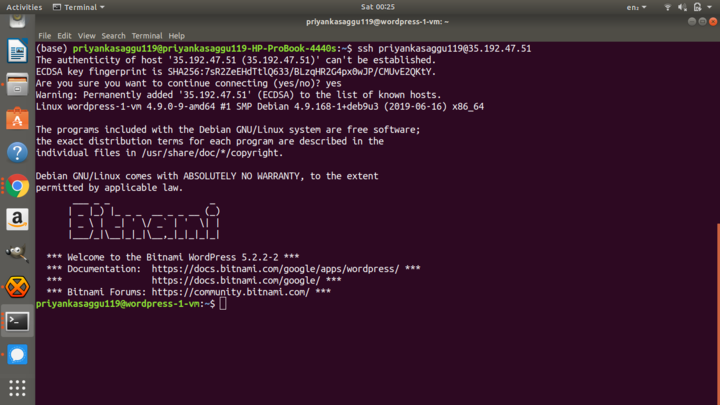 Activities Terminal Sat 00:25 en
priyankasaggu119@wordpress-1-vm: ~
File Edit View Search Terminal Help
(base) priyankasaggu119@priyankasaggu119-HP-ProBook-4440s:~$ ssh priyankasaggu119@35.192.47.51
The authenticity of host '35.192.47.51 (35.192.47.51)' can't be established.
ECDSA key fingerprint is SHA256:7sR2ZeEHdTtlQ633/BLzqHR2G4px0wJP/CMUvE2QKtY.
Are you sure you want to continue connecting (yes/no)? yes
Warning: Permanently added '35.192.47.51' (ECDSA) to the list of known hosts.
Linux wordpress-1-vm 4.9.0-9-amd64 #1 SMP Debian 4.9.168-1+deb9u3 (2019-06-16) x86_64
The programs included with the Debian GNU/Linux system are free software;
the exact distribution terms for each program are described in the
individual files in /usr/share/doc/*/copyright.
Debian GNU/Linux comes with ABSOLUTELY NO WARRANTY, to the extent
permitted by applicable law.
Bitnami
*** Welcome to the Bitnami WordPress 5.2.2-2 ***
*** Documentation: https://docs.bitnami.com/google/apps/wordpress/ ***
*** https://docs.bitnami.com/google/ ***
*** Bitnami Forums: https://community.bitnami.com/ ***
priyankasaggu119@wordpress-1-vm:~$